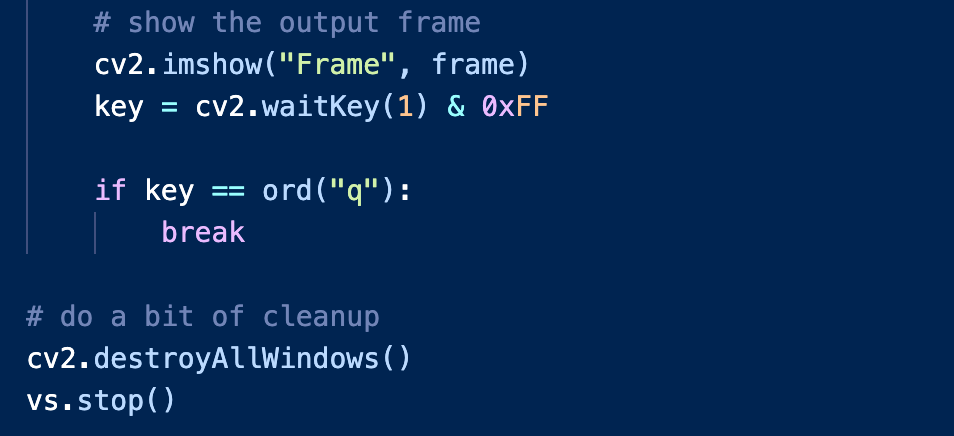 # show the output frame
cv2.imshow("Frame", frame)
key = cv2.waitKey(1) & 0xFF
if key == ord("q"):
break
# do a bit of cleanup
cv2.destroyAllWindows()
vs.stop()